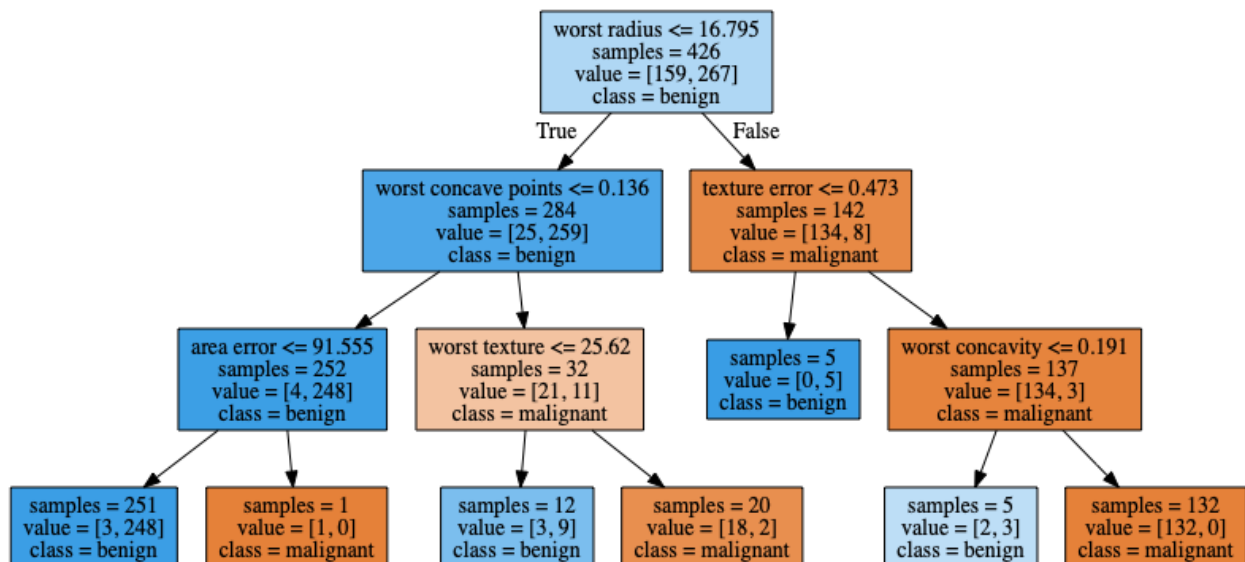 worst radius <= 16.795
samples = 426
value = [159, 267]
class = benign
True
False
worst concave points <= 0.136
samples = 284
value = [25, 259]
class = benign
texture error <= 0.473
samples = 142
value = [134, 8]
class = malignant
area error <= 91.555
samples = 252
value = [4, 248]
class = benign
worst texture <= 25.62
samples = 32
value = [21, 11]
class = malignant
samples = 5
value = [0, 5]
class = benign
worst concavity <= 0.191
samples = 137
value = [134, 3]
class = malignant
samples = 251
value = [3, 248]
class = benign
samples = 1
value = [1, 0]
class = malignant
samples = 12
value = [3, 9]
class = benign
samples = 20
value = [18, 2]
class = malignant
samples = 5
value = [2, 3]
class = benign
samples = 132
value = [132, 0]
class = malignant